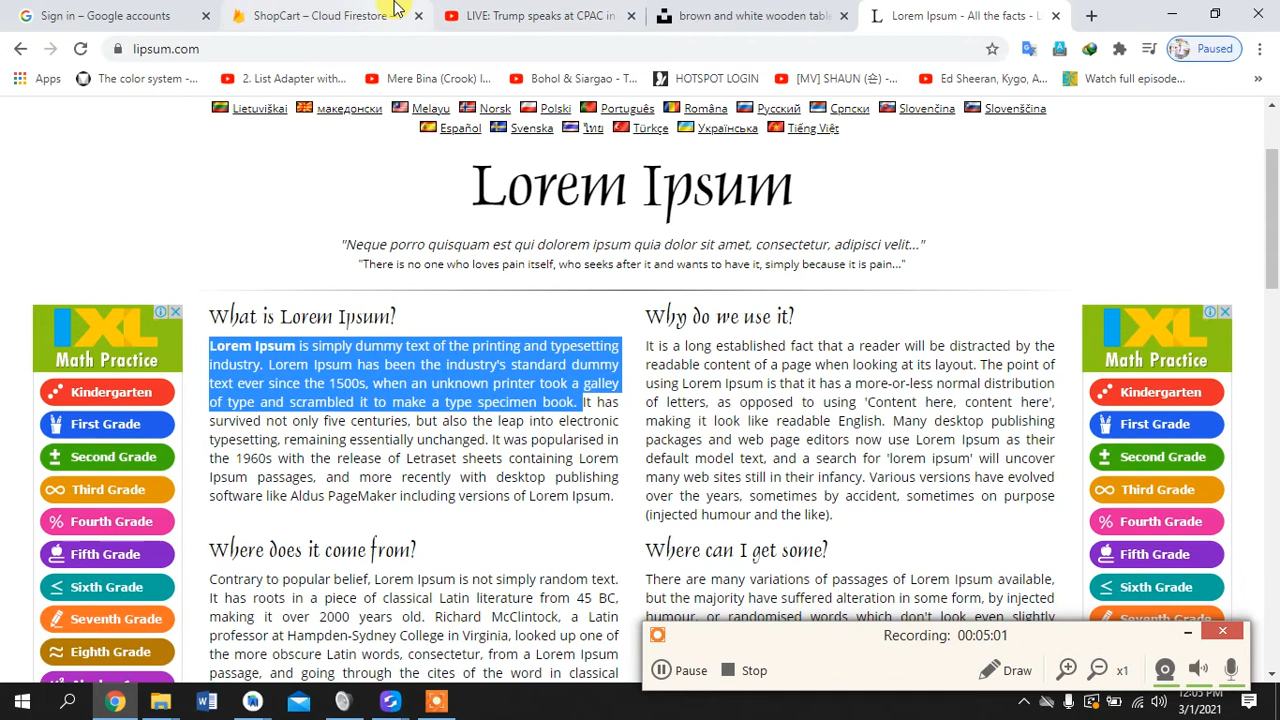 Sign in – Google accounts
ShopCart – Cloud Firestore
LIVE: Trump speaks at CPAC in
brown and white wooden table
Lorem Ipsum - All the facts - L
lipsum.com
Paused
Apps
The color system -...
2. List Adapter with...
Mere Bina (Crook) I...
Bohol & Siargao - T...
HOTSPOT LOGIN
[MV] SHAUN (숀) -...
Ed Sheeran, Kygo, A...
Watch full episode...
Lietuviškai македонски Melayu Norsk Polski Português Româna Pyccкий Српски Slovenčina Slovenščina
Español Svenska ไทย Türkçe Українська Tiếng Việt
Lorem Ipsum
"Neque porro quisquam est qui dolorem ipsum quia dolor sit amet, consectetur, adipisci velit..."
"There is no one who loves pain itself, who seeks after it and wants to have it, simply because it is pain..."
What is Lorem Ipsum?
Lorem Ipsum is simply dummy text of the printing and typesetting
industry. Lorem Ipsum has been the industry's standard dummy
text ever since the 1500s, when an unknown printer took a galley
of type and scrambled it to make a type specimen book. It has
survived not only five centuries, but also the leap into electronic
typesetting, remaining essentially unchanged. It was popularised in
the 1960s with the release of Letraset sheets containing Lorem
Ipsum passages, and more recently with desktop publishing
software like Aldus PageMaker including versions of Lorem Ipsum.
Why do we use it?
It is a long established fact that a reader will be distracted by the
readable content of a page when looking at its layout. The point of
using Lorem Ipsum is that it has a more-or-less normal distribution
of letters, as opposed to using 'Content here, content here',
making it look like readable English. Many desktop publishing
packages and web page editors now use Lorem Ipsum as their
default model text, and a search for 'lorem ipsum' will uncover
many web sites still in their infancy. Various versions have evolved
over the years, sometimes by accident, sometimes on purpose
(injected humour and the like).
Where does it come from?
Contrary to popular belief, Lorem Ipsum is not simply random text.
It has roots in a piece of classical Latin literature from 45 BC,
making it over 2000 years old. Richard McClintock, a Latin
professor at Hampden-Sydney College in Virginia, looked up one of
the more obscure Latin words, consectetur, from a Lorem Ipsum
passage, and going through the cites of the word in classical
Where can I get some?
There are many variations of passages of Lorem Ipsum available,
but the majority have suffered alteration in some form, by injected
humour, or randomised words which don't look even slightly
IXL
Math Practice
Kindergarten
First Grade
Second Grade
Third Grade
Fourth Grade
Fifth Grade
Sixth Grade
Seventh Grade
Eighth Grade
IXL
Math Practice
Kindergarten
First Grade
Second Grade
Third Grade
Fourth Grade
Fifth Grade
Sixth Grade
Seventh Grade
Recording: 00:05:01
Pause
Stop
Draw
x1
12:05 PM
3/1/2021